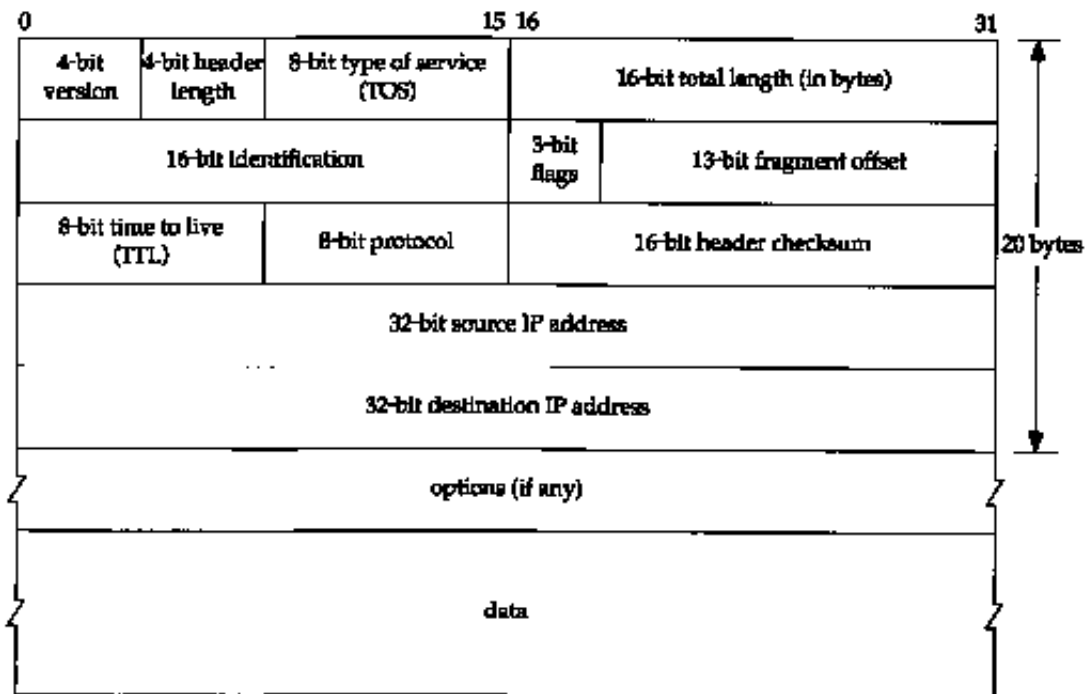 0 15 16 31
4-bit version
4-bit header length
8-bit type of service (TOS)
16-bit total length (in bytes)
16-bit identification
3-bit flags
13-bit fragment offset
8-bit time to live (TTL)
8-bit protocol
16-bit header checksum
20 bytes
32-bit source IP address
32-bit destination IP address
options (if any)
data